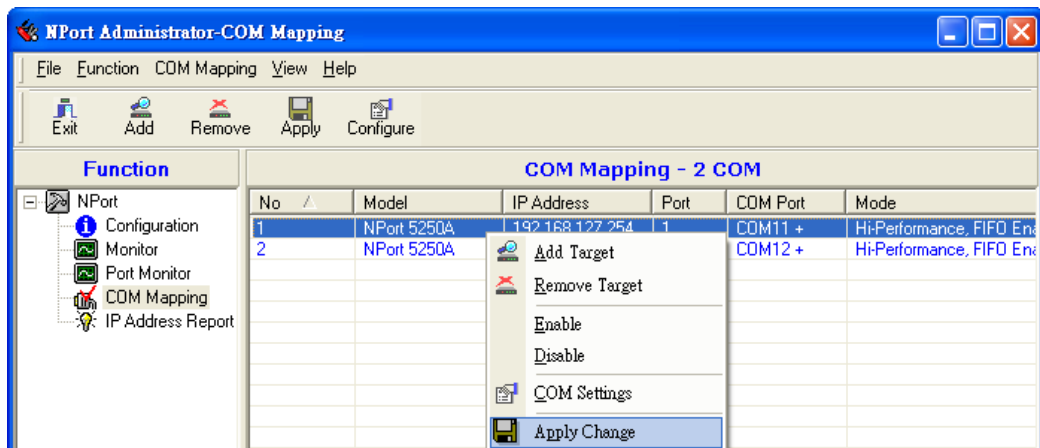 NPort Administrator-COM Mapping
File Function COM Mapping View Help
Exit Add Remove Apply Configure
Function
COM Mapping - 2 COM
NPort
Configuration
Monitor
Port Monitor
COM Mapping
IP Address Report
No Model IP Address Port COM Port Mode
1 NPort 5250A 192.168.127.254 1 COM11 + Hi-Performance, FIFO Ena
2 NPort 5250A COM12 + Hi-Performance, FIFO Ena
Add Target
Remove Target
Enable
Disable
COM Settings
Apply Change